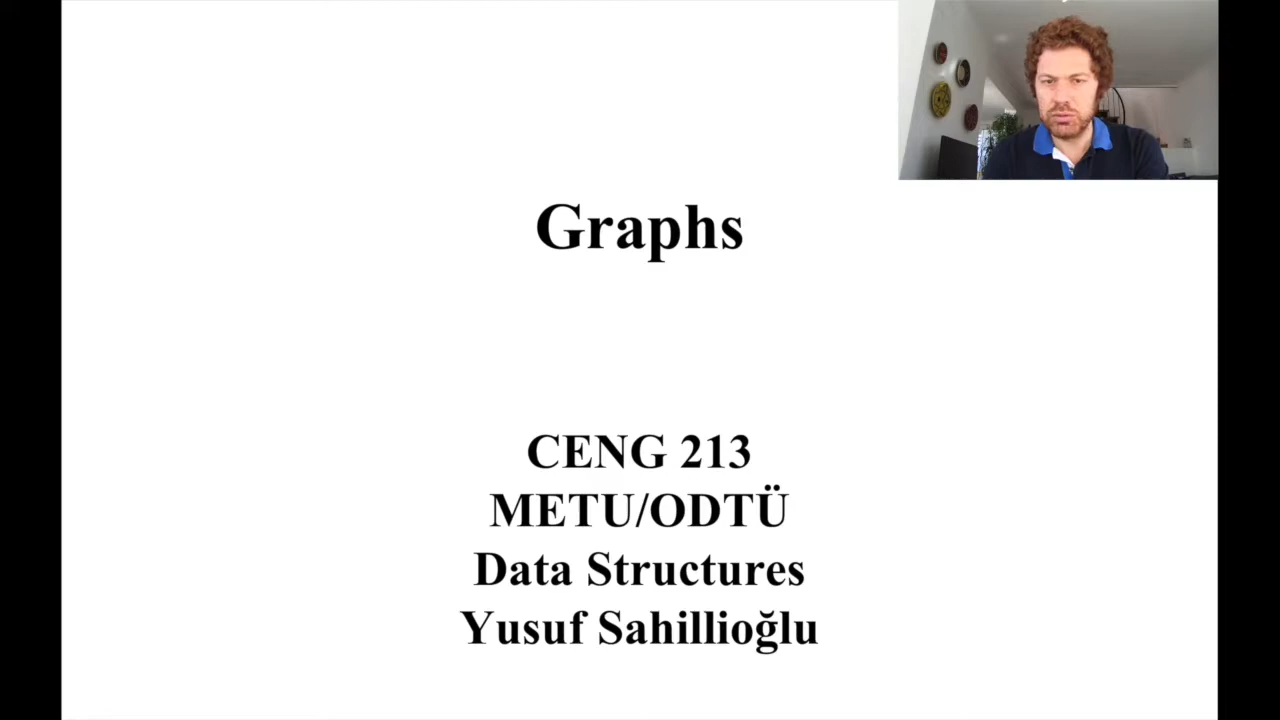 Graphs
CENG 213
METU/ODTÜ
Data Structures
Yusuf Sahillioğlu